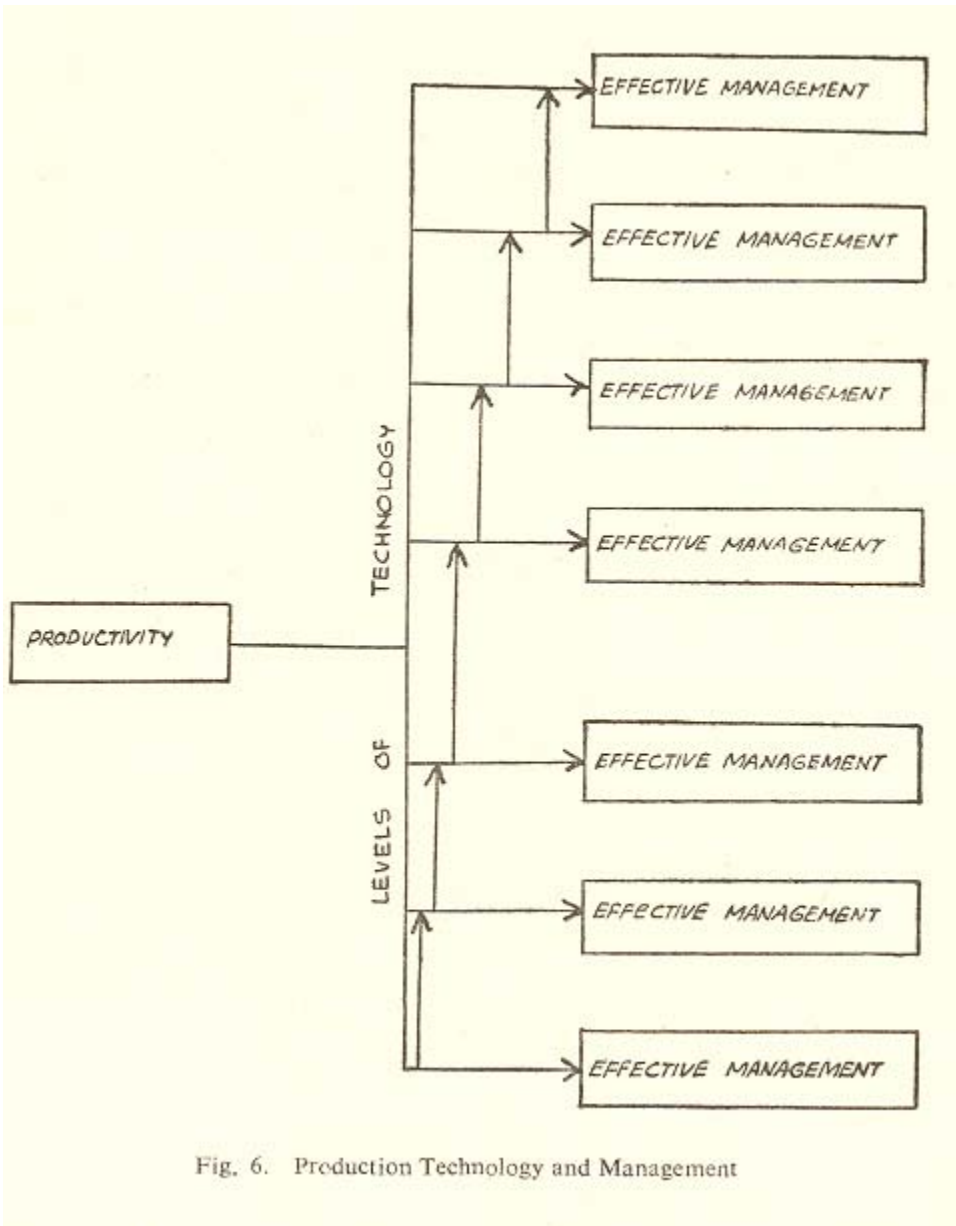 EFFECTIVE MANAGEMENT
EFFECTIVE MANAGEMENT
EFFECTIVE MANAGEMENT
EFFECTIVE MANAGEMENT
LEVELS OF TECHNOLOGY
PRODUCTIVITY
EFFECTIVE MANAGEMENT
EFFECTIVE MANAGEMENT
EFFECTIVE MANAGEMENT
Fig. 6. Production Technology and Management